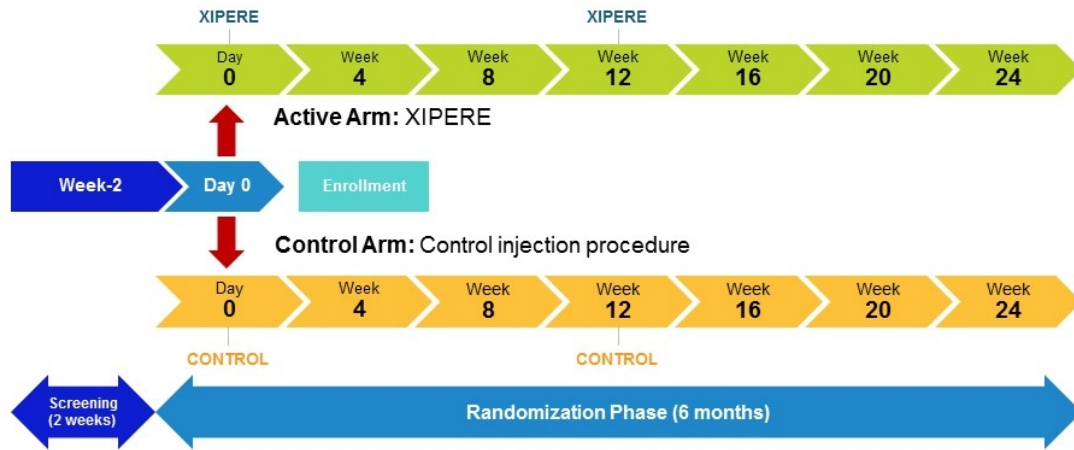 XIPERE XIPERE
Day Week Week Week Week Week Week
0 4 8 12 16 20 24
Active Arm: XIPERE
Week-2 Day 0 Enrollment
Control Arm: Control injection procedure
Day Week Week Week Week Week Week
0 4 8 12 16 20 24
CONTROL CONTROL
Screening
(2 weeks)
Randomization Phase (6 months)